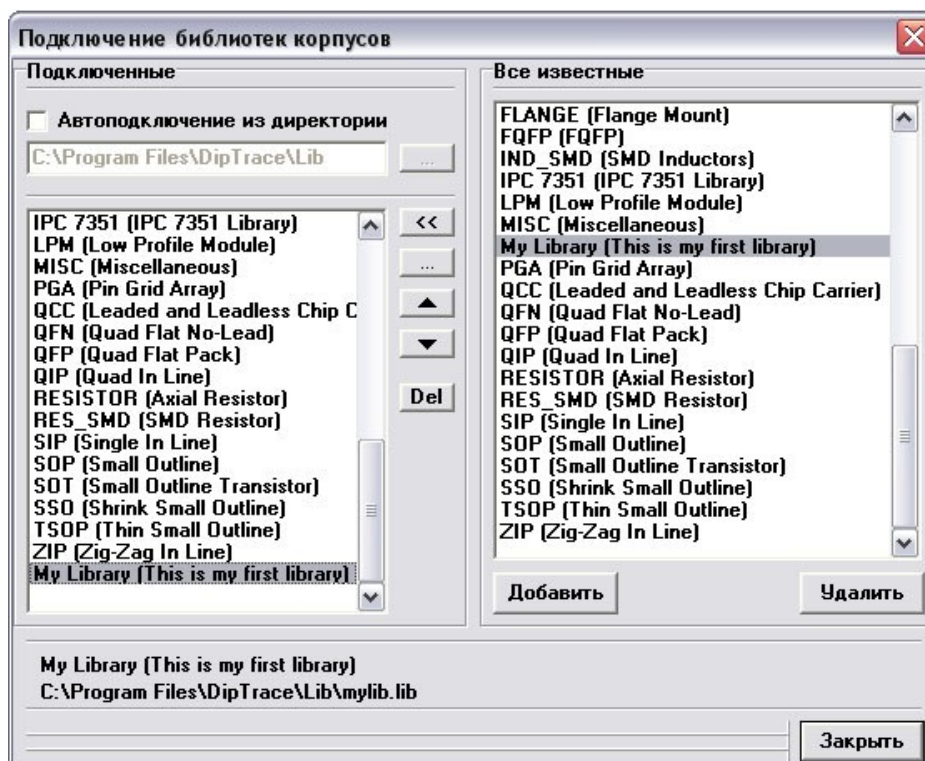 Подключение библиотек корпусов
Подключенные
Автоподключение из директории
C:\Program Files\DipTrace\Lib
...
IPC 7351 (IPC 7351 Library)
LPM (Low Profile Module)
MISC (Miscellaneous)
PGA (Pin Grid Array)
QCC (Leaded and Leadless Chip C
QFN (Quad Flat No-Lead)
QFP (Quad Flat Pack)
QIP (Quad In Line)
RESISTOR (Axial Resistor)
RES_SMD (SMD Resistor)
SIP (Single In Line)
SOP (Small Outline)
SOT (Small Outline Transistor)
SSO (Shrink Small Outline)
TSOP (Thin Small Outline)
ZIP (Zig-Zag In Line)
My Library (This is my first library)
<<
...
Del
Все известные
FLANGE (Flange Mount)
FQFP (FQFP)
IND_SMD (SMD Inductors)
IPC 7351 (IPC 7351 Library)
LPM (Low Profile Module)
MISC (Miscellaneous)
My Library (This is my first library)
PGA (Pin Grid Array)
QCC (Leaded and Leadless Chip Carrier)
QFN (Quad Flat No-Lead)
QFP (Quad Flat Pack)
QIP (Quad In Line)
RESISTOR (Axial Resistor)
RES_SMD (SMD Resistor)
SIP (Single In Line)
SOP (Small Outline)
SOT (Small Outline Transistor)
SSO (Shrink Small Outline)
TSOP (Thin Small Outline)
ZIP (Zig-Zag In Line)
Добавить
Удалить
My Library (This is my first library)
C:\Program Files\DipTrace\Lib\mylib.lib
Закрыть